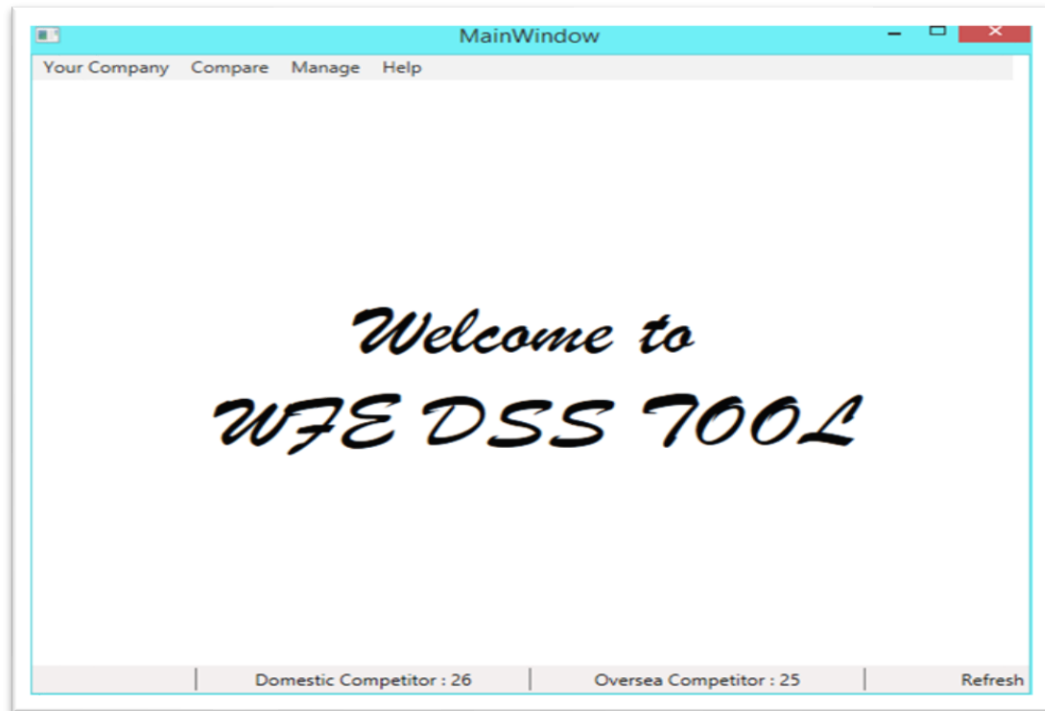 MainWindow
Your Company Compare Manage Help
Welcome to
WFE DSS TOOL
Domestic Competitor : 26 | Oversea Competitor : 25 | Refresh